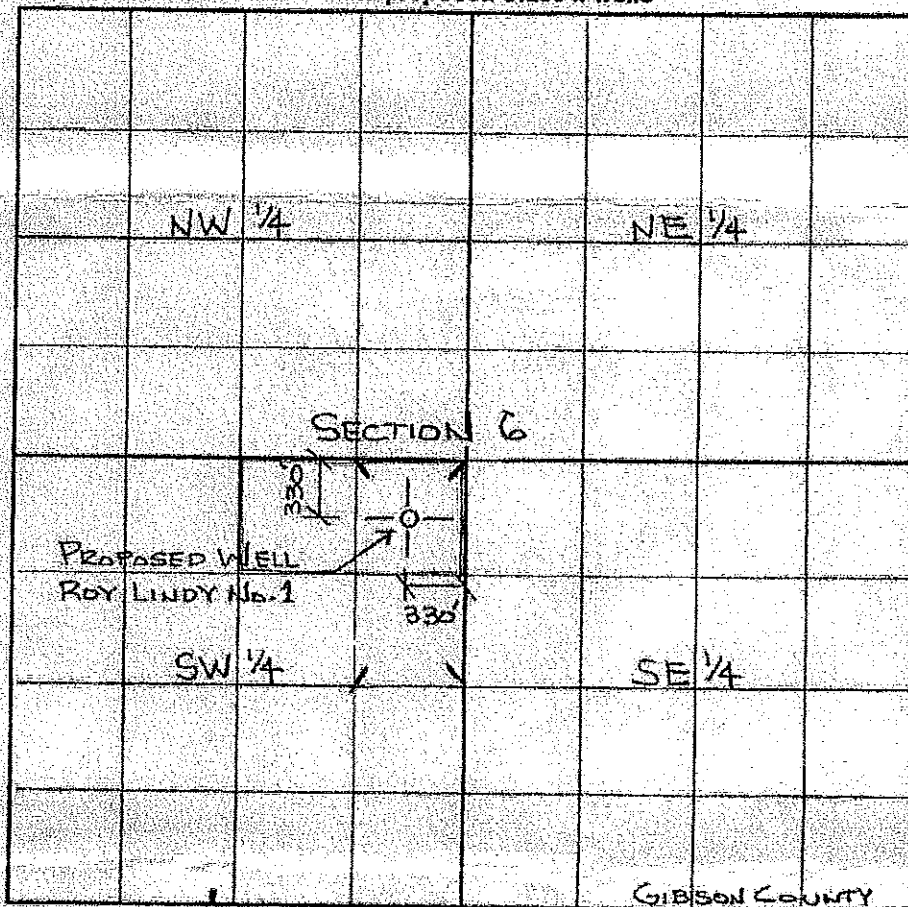 NW 1/4
NE 1/4
SECTION 6
330'
PROPOSED WELL
ROY LINDY No. 1
330'
SW 1/4
SE 1/4
GIBSON COUNTY